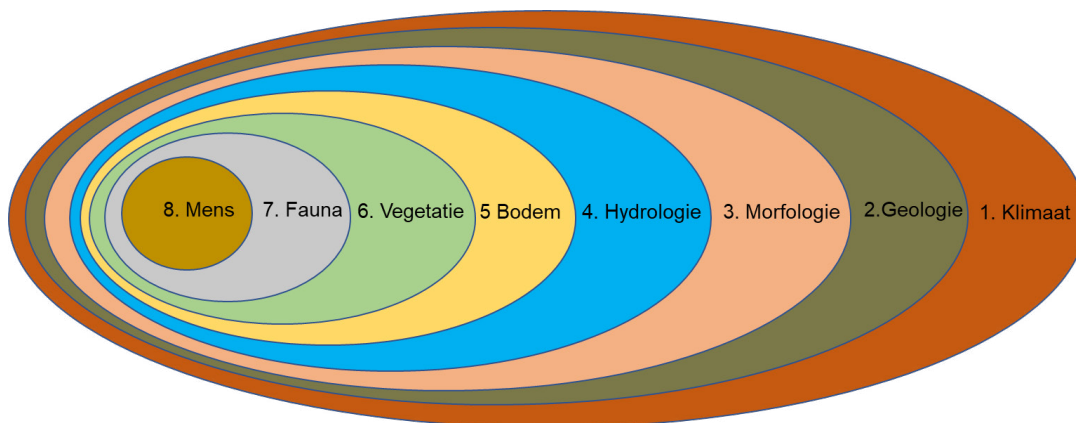 8. Mens
7. Fauna
6. Vegetatie
5 Bodem
4. Hydrologie
3. Morfologie
2.Geologie
1. Klimaat